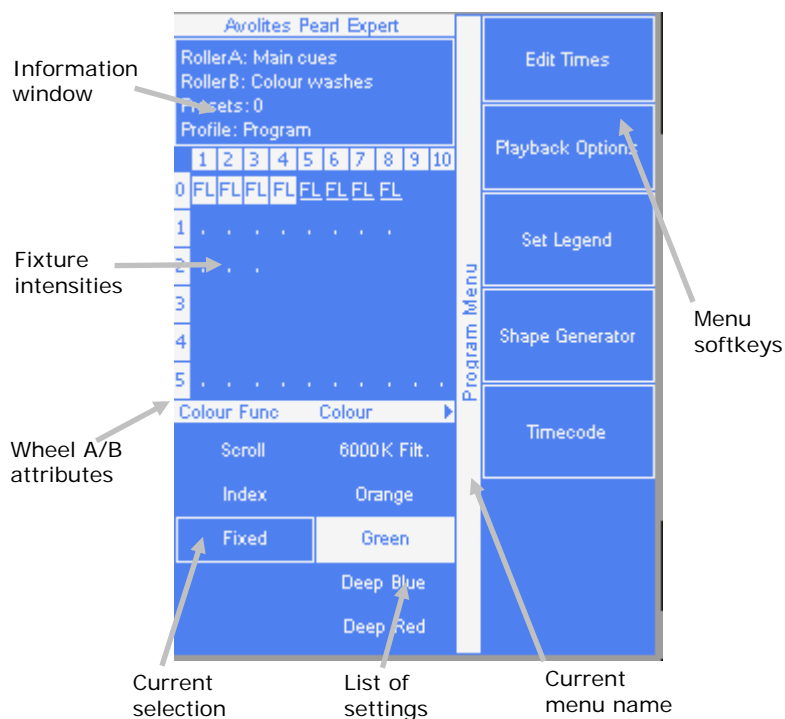 Avolites Pearl Expert
RollerA: Main cues
RollerB: Colour washes
Presets: 0
Profile: Program
1 2 3 4 5 6 7 8 9 10
0 FL FL FL FL FL FL FL FL
1 . . . . . . . .
2 . . .
3
4
5 . . . . . . . . . .
Colour Func Colour
Scroll 6000K Filt.
Index Orange
Fixed Green
Deep Blue
Deep Red
Program Menu
Edit Times
Playback Options
Set Legend
Shape Generator
Timecode
Information
window
Fixture
intensities
Wheel A/B
attributes
Menu
softkeys
Current
selection
List of
settings
Current
menu name